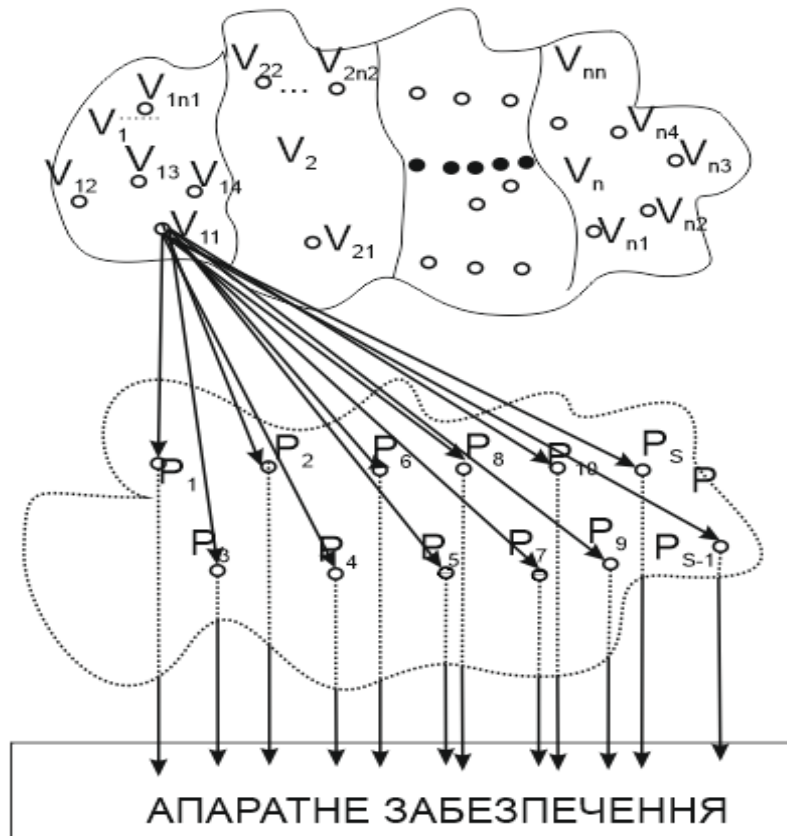 V22 ... V2n2 Vnn
V1n1
V1 Vn4
V12 V13 V14 V2 Vn Vn3
V11 V21 Vn1 Vn2
P1 P2 P6 P8 P10 PS P
P3 P4 P5 P7 P9 PS-1
АПАРАТНЕ ЗАБЕЗПЕЧЕННЯ